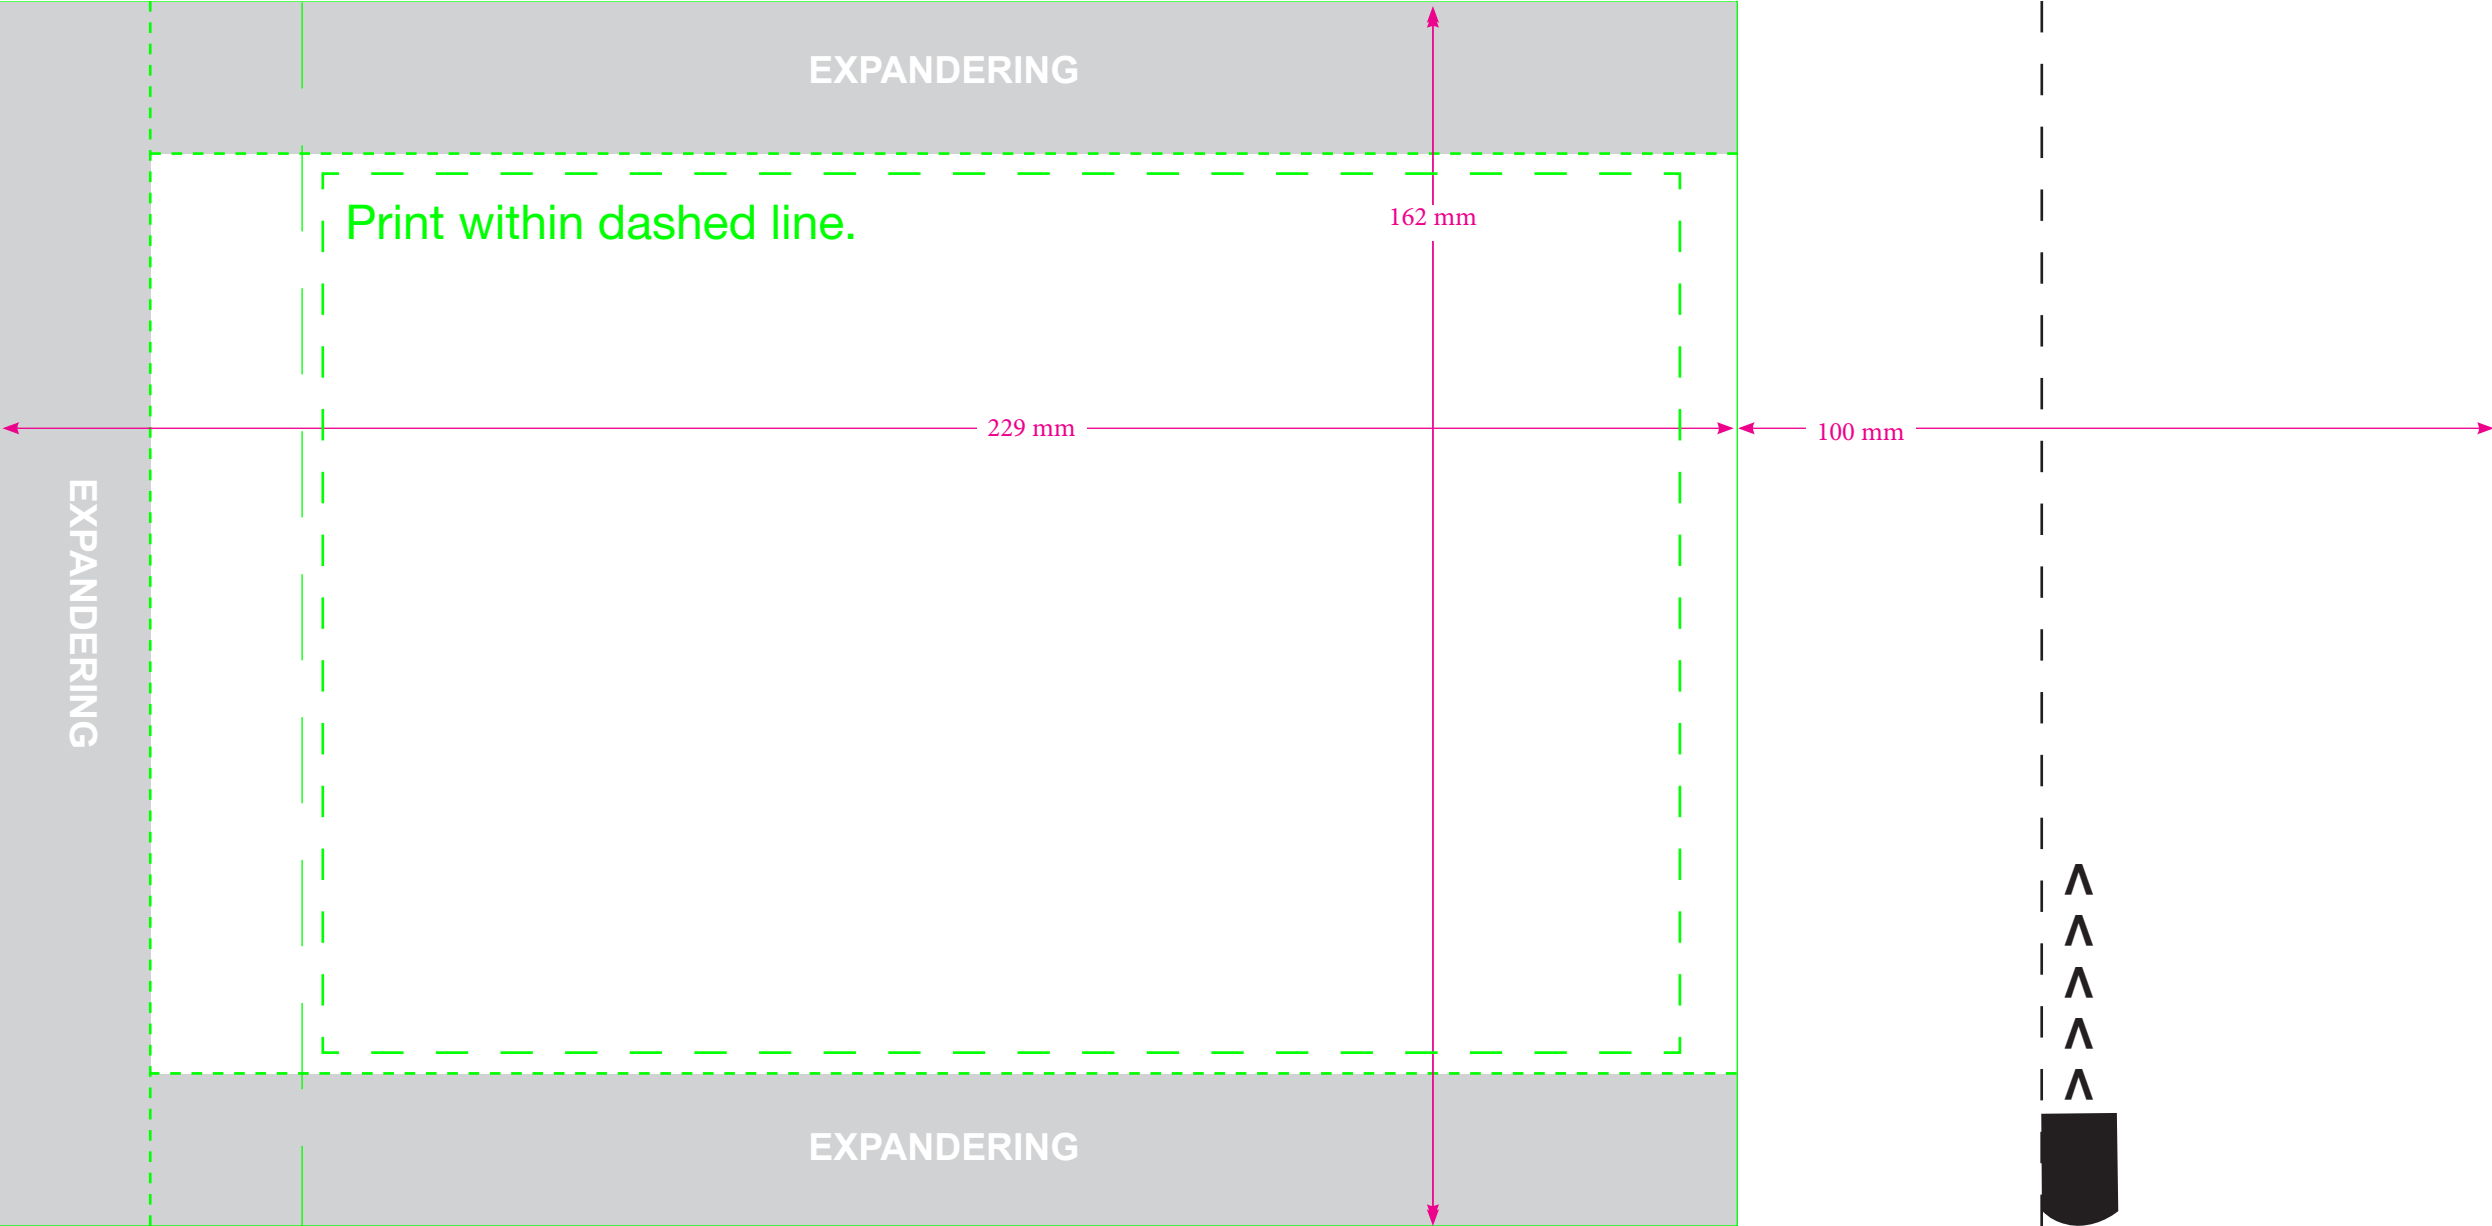 EXPANDERING
Print within dashed line.
162 mm
229 mm
100 mm
EXPANDERING
EXPANDERING